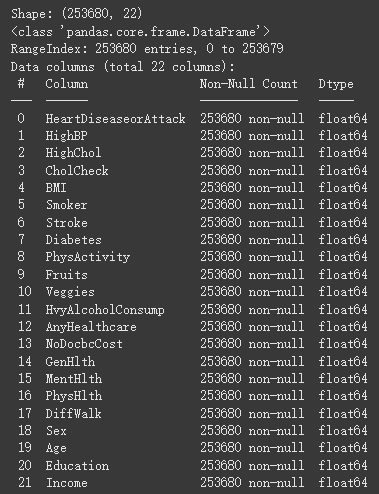 Shape: (253680, 22)
<class 'pandas.core.frame.DataFrame'>
RangeIndex: 253680 entries, 0 to 253679
Data columns (total 22 columns):
 #   Column                Non-Null Count   Dtype
---  ------                --------------   -----
 0   HeartDiseaseorAttack  253680 non-null  float64
 1   HighBP                253680 non-null  float64
 2   HighChol              253680 non-null  float64
 3   CholCheck             253680 non-null  float64
 4   BMI                   253680 non-null  float64
 5   Smoker                253680 non-null  float64
 6   Stroke                253680 non-null  float64
 7   Diabetes              253680 non-null  float64
 8   PhysActivity          253680 non-null  float64
 9   Fruits                253680 non-null  float64
 10  Veggies               253680 non-null  float64
 11  HvyAlcoholConsump     253680 non-null  float64
 12  AnyHealthcare         253680 non-null  float64
 13  NoDocbcCost           253680 non-null  float64
 14  GenHlth               253680 non-null  float64
 15  MentHlth              253680 non-null  float64
 16  PhysHlth              253680 non-null  float64
 17  DiffWalk              253680 non-null  float64
 18  Sex                   253680 non-null  float64
 19  Age                   253680 non-null  float64
 20  Education             253680 non-null  float64
 21  Income                253680 non-null  float64